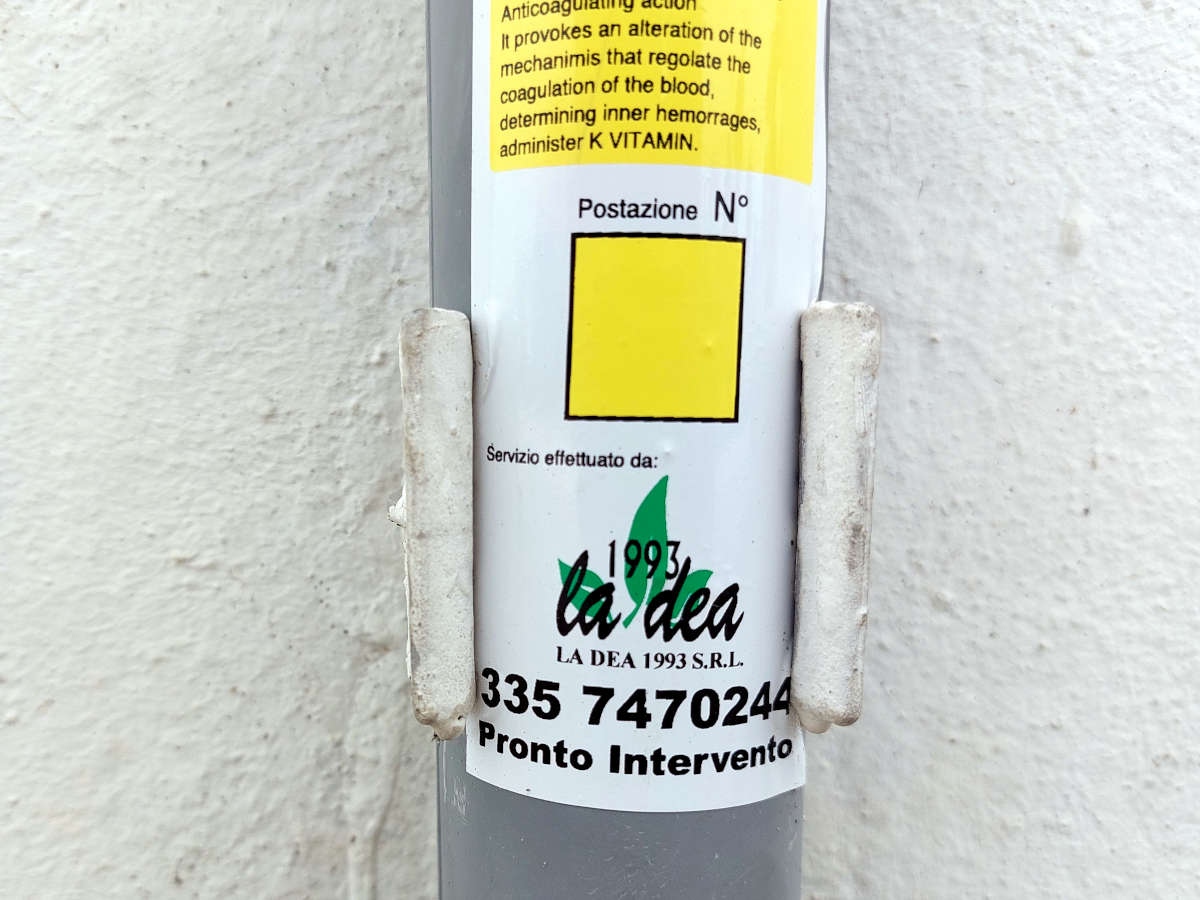 Anticoagulating action
It provokes an alteration of the
mechanimis that regolate the
coagulation of the blood,
determining inner hemorrages,
administer K VITAMIN.
Postazione N°
Servizio effettuato da:
1993
la dea
LA DEA 1993 S.R.L.
335 7470244
Pronto Intervento